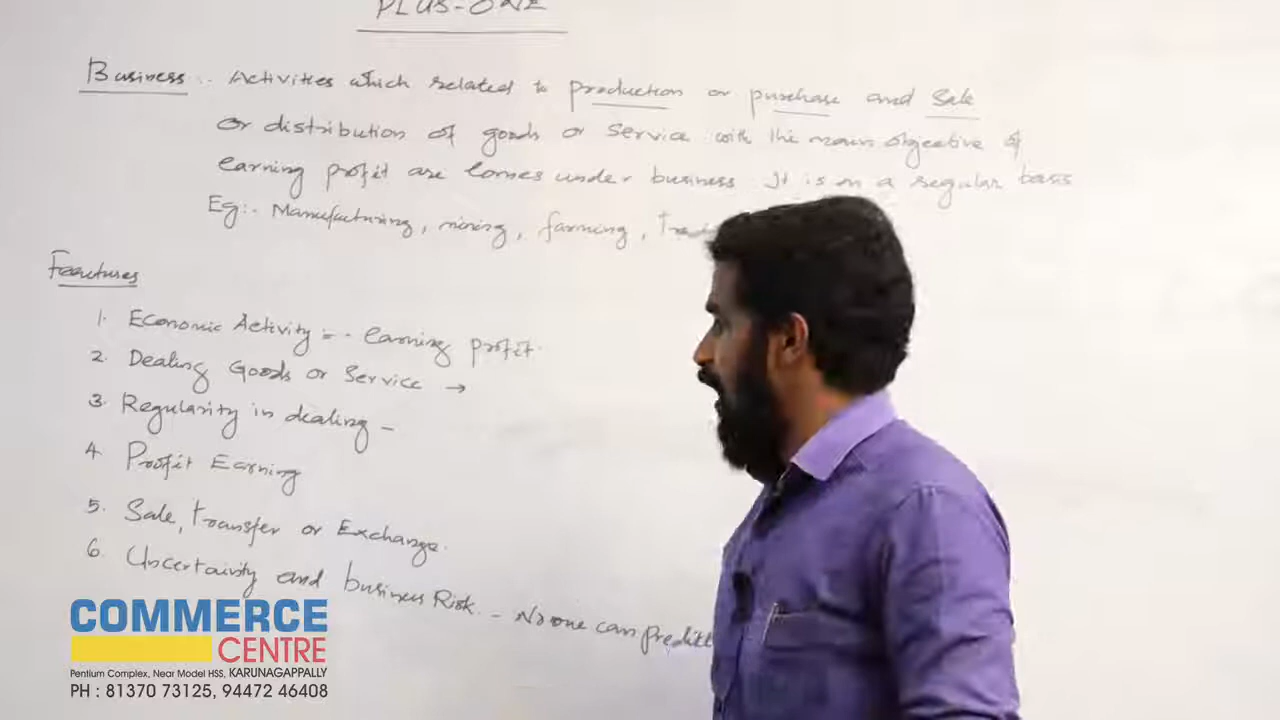 PLUS-ONE
Business :- Activities which related to production or purchase and Sale
or distribution of goods or service with the main objective of
earning profit are comes under business. It is on a regular basis
Eg:- Manufacturing, mining, farming,
Features
1. Economic Activity :- earning profit.
2. Dealing Goods or Service →
3. Regularity in dealing -
4. Profit Earning
5. Sale, transfer or Exchange.
6. Uncertainity and business Risk - No one can predict
COMMERCE
CENTRE
Pentium Complex, Near Model HSS, KARUNAGAPPALLY
PH : 81370 73125, 94472 46408